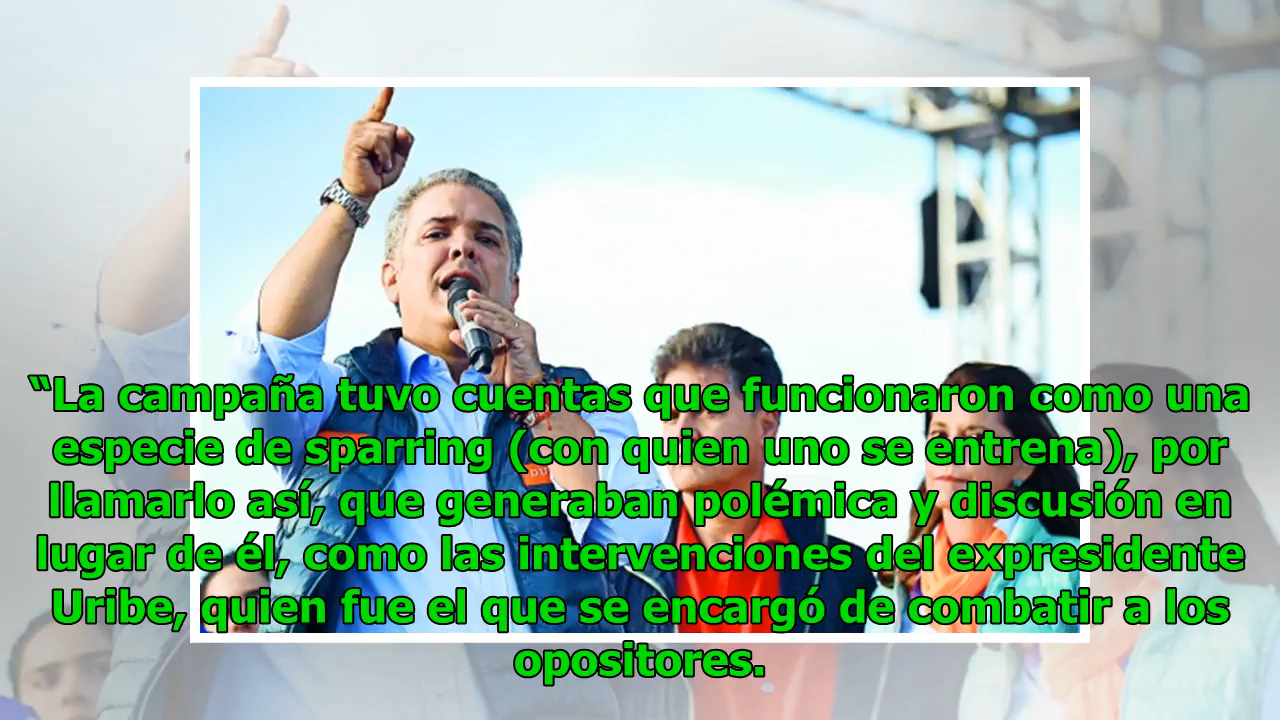 “La campaña tuvo cuentas que funcionaron como una
especie de sparring (con quien uno se entrena), por
llamarlo así, que generaban polémica y discusión en
lugar de él, como las intervenciones del expresidente
Uribe, quien fue el que se encargó de combatir a los
opositores.